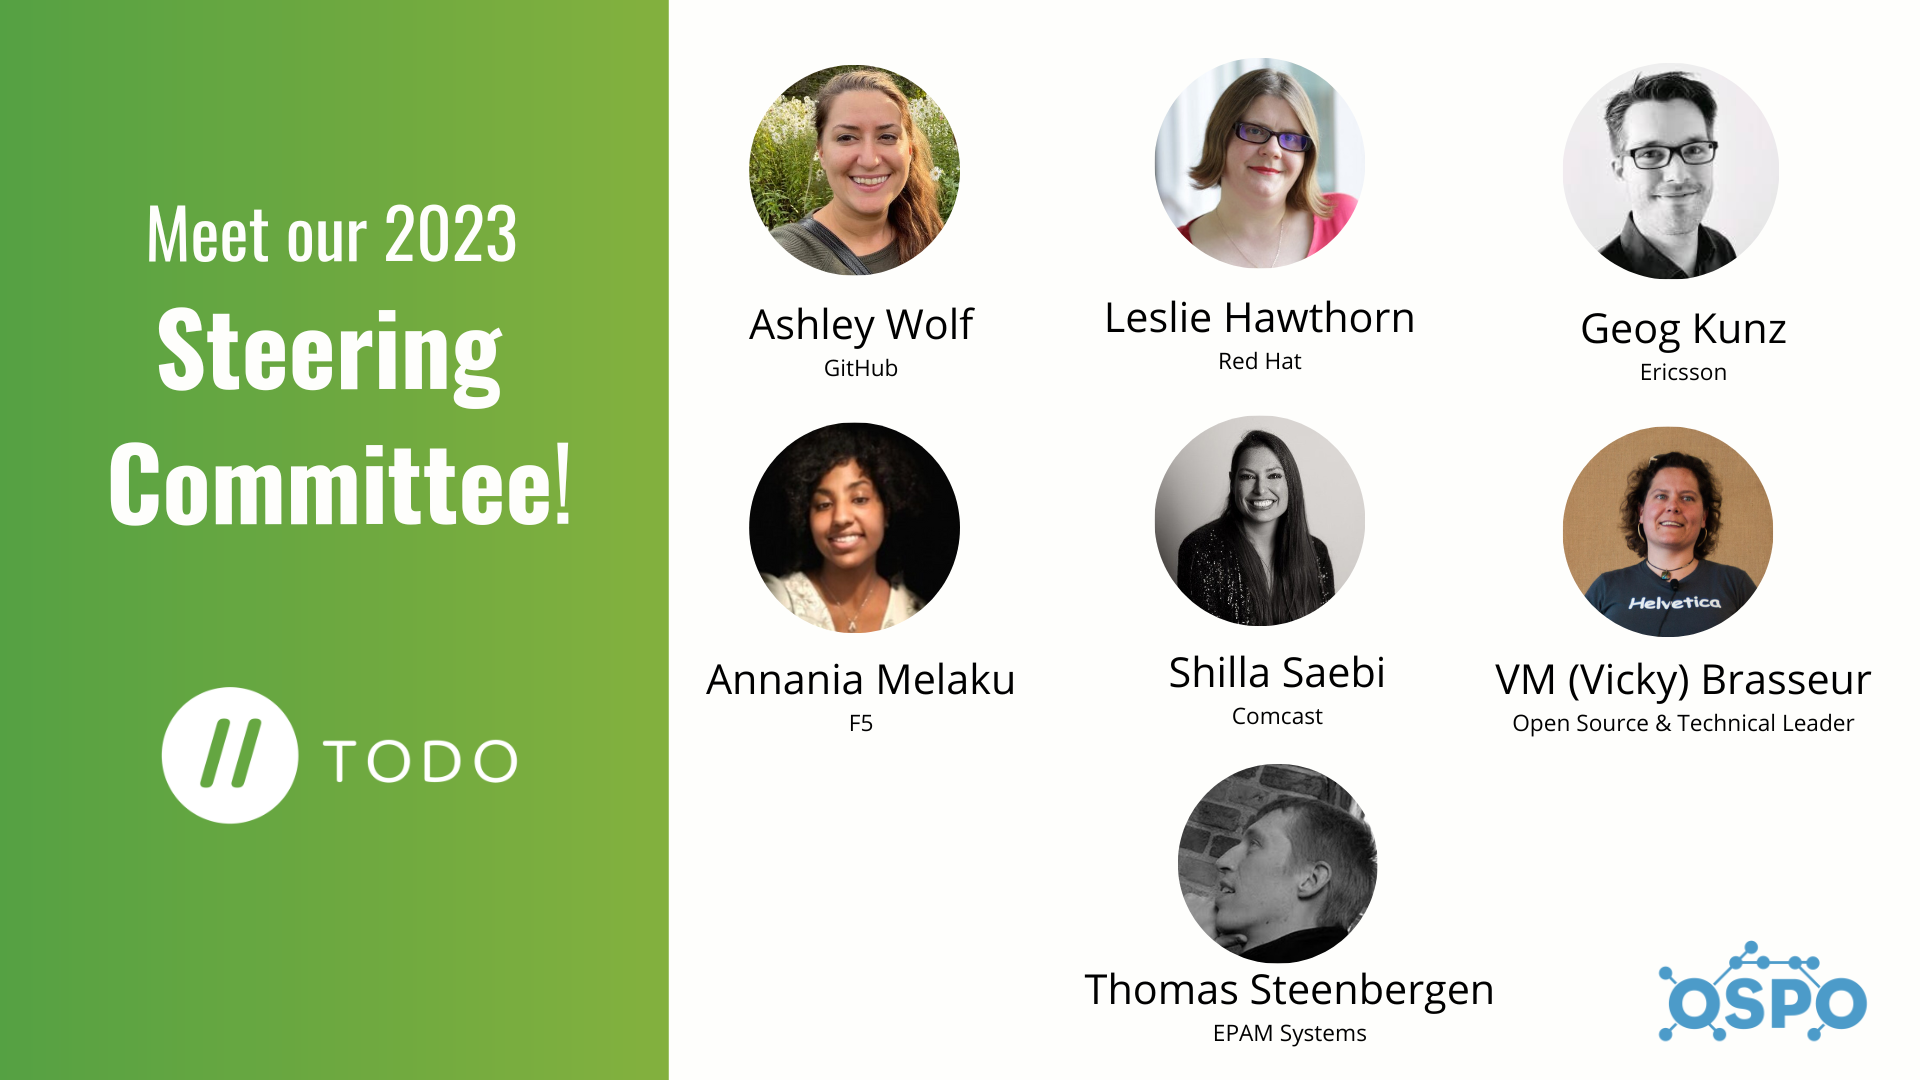 Meet our 2023
Steering
Committee!
// TODO
Ashley Wolf
GitHub
Leslie Hawthorn
Red Hat
Geog Kunz
Ericsson
Annania Melaku
F5
Shilla Saebi
Comcast
Helvetica
VM (Vicky) Brasseur
Open Source & Technical Leader
Thomas Steenbergen
EPAM Systems
OSPO